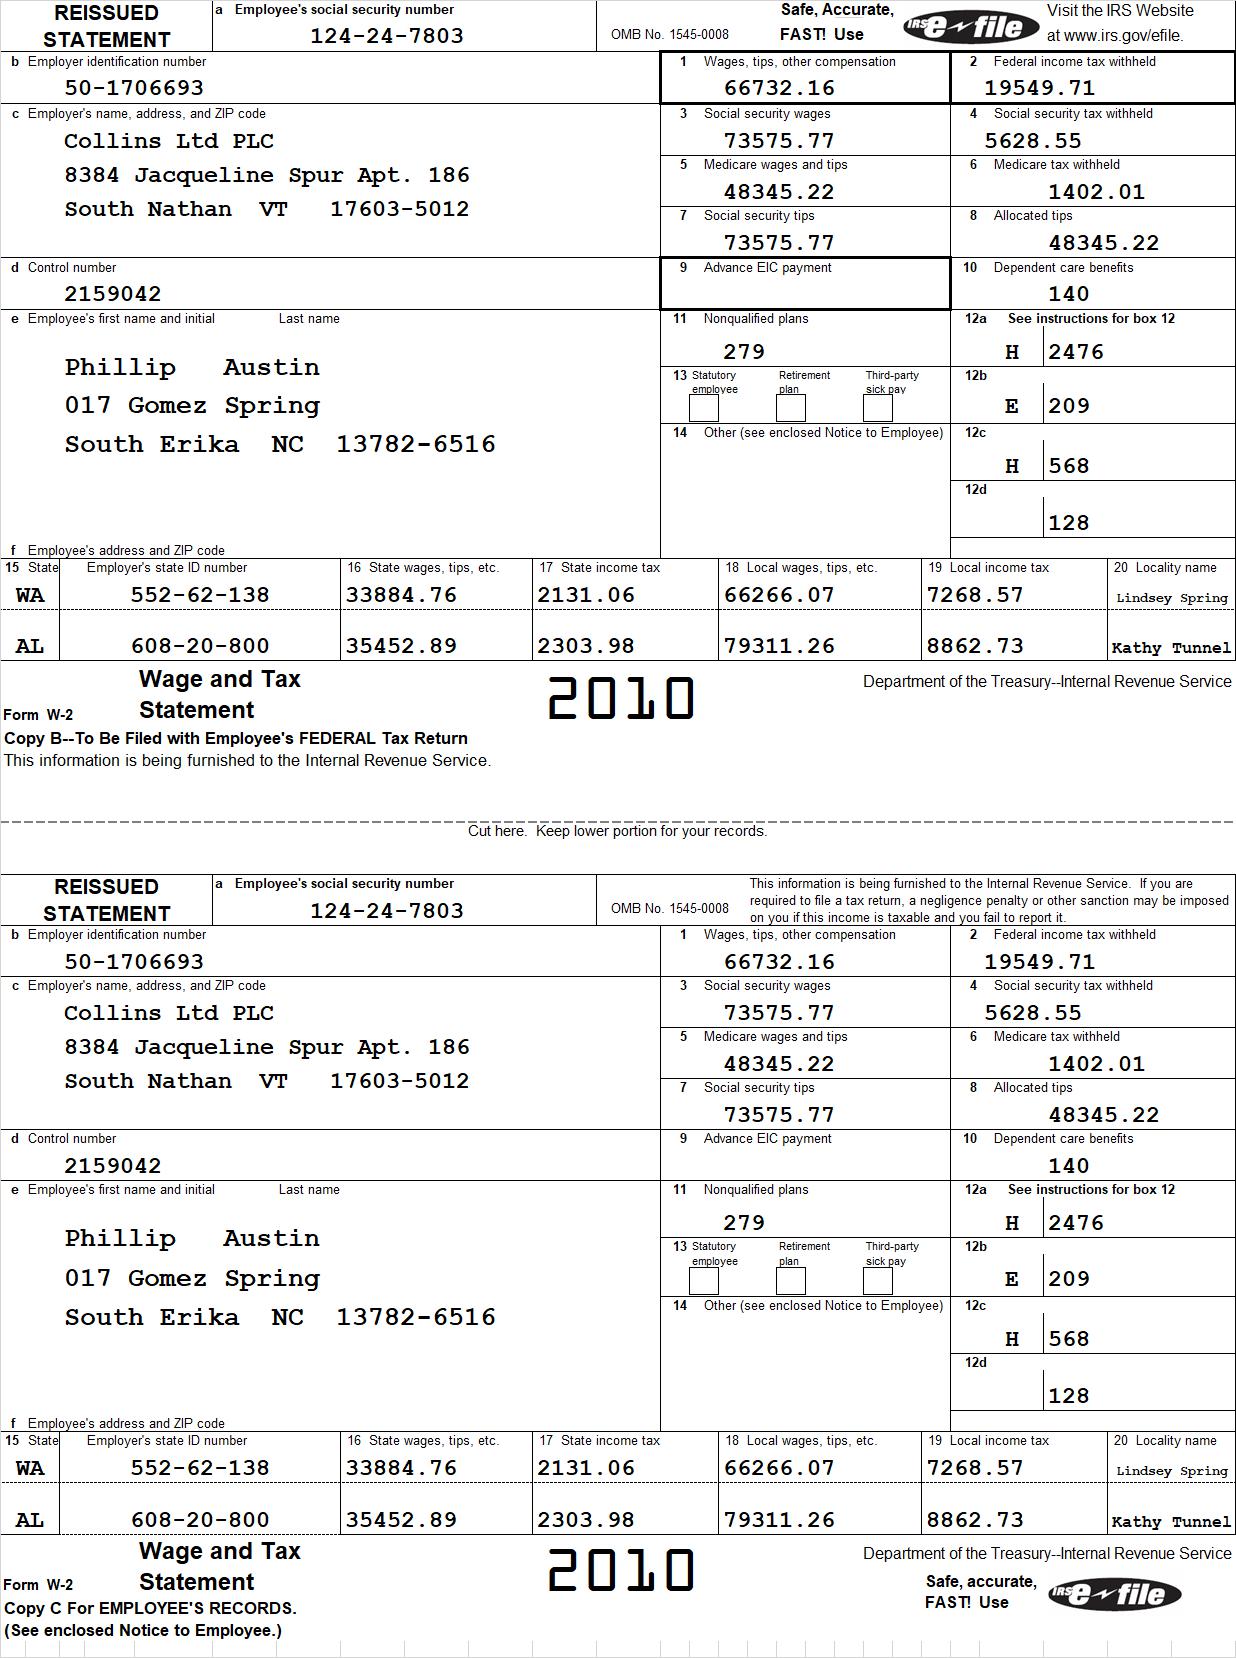 REISSUED STATEMENT
a Employee's social security number
124-24-7803
OMB No. 1545-0008
Safe, Accurate,
FAST! Use
IRS e-file
Visit the IRS Website
at www.irs.gov/efile.
b Employer identification number
50-1706693
1 Wages, tips, other compensation
66732.16
2 Federal income tax withheld
19549.71
c Employer's name, address, and ZIP code
Collins Ltd PLC
8384 Jacqueline Spur Apt. 186
South Nathan VT 17603-5012
3 Social security wages
73575.77
4 Social security tax withheld
5628.55
5 Medicare wages and tips
48345.22
6 Medicare tax withheld
1402.01
7 Social security tips
73575.77
8 Allocated tips
48345.22
d Control number
2159042
9 Advance EIC payment
10 Dependent care benefits
140
e Employee's first name and initial Last name
Phillip Austin
017 Gomez Spring
South Erika NC 13782-6516
11 Nonqualified plans
279
12a See instructions for box 12
H 2476
13 Statutory employee
Retirement plan
Third-party sick pay
12b
E 209
14 Other (see enclosed Notice to Employee)
12c
H 568
12d
128
f Employee's address and ZIP code
15 State Employer's state ID number 16 State wages, tips, etc. 17 State income tax 18 Local wages, tips, etc. 19 Local income tax 20 Locality name
WA 552-62-138 33884.76 2131.06 66266.07 7268.57 Lindsey Spring
AL 608-20-800 35452.89 2303.98 79311.26 8862.73 Kathy Tunnel
Form W-2
Wage and Tax
Statement
2010
Department of the Treasury--Internal Revenue Service
Copy B--To Be Filed with Employee's FEDERAL Tax Return
This information is being furnished to the Internal Revenue Service.
Cut here. Keep lower portion for your records.
REISSUED STATEMENT
a Employee's social security number
124-24-7803
OMB No. 1545-0008
This information is being furnished to the Internal Revenue Service. If you are
required to file a tax return, a negligence penalty or other sanction may be imposed
on you if this income is taxable and you fail to report it.
b Employer identification number
50-1706693
1 Wages, tips, other compensation
66732.16
2 Federal income tax withheld
19549.71
c Employer's name, address, and ZIP code
Collins Ltd PLC
8384 Jacqueline Spur Apt. 186
South Nathan VT 17603-5012
3 Social security wages
73575.77
4 Social security tax withheld
5628.55
5 Medicare wages and tips
48345.22
6 Medicare tax withheld
1402.01
7 Social security tips
73575.77
8 Allocated tips
48345.22
d Control number
2159042
9 Advance EIC payment
10 Dependent care benefits
140
e Employee's first name and initial Last name
Phillip Austin
017 Gomez Spring
South Erika NC 13782-6516
11 Nonqualified plans
279
12a See instructions for box 12
H 2476
13 Statutory employee
Retirement plan
Third-party sick pay
12b
E 209
14 Other (see enclosed Notice to Employee)
12c
H 568
12d
128
f Employee's address and ZIP code
15 State Employer's state ID number 16 State wages, tips, etc. 17 State income tax 18 Local wages, tips, etc. 19 Local income tax 20 Locality name
WA 552-62-138 33884.76 2131.06 66266.07 7268.57 Lindsey Spring
AL 608-20-800 35452.89 2303.98 79311.26 8862.73 Kathy Tunnel
Form W-2
Wage and Tax
Statement
2010
Department of the Treasury--Internal Revenue Service
Safe, accurate,
FAST! Use
IRS e-file
Copy C For EMPLOYEE'S RECORDS.
(See enclosed Notice to Employee.)